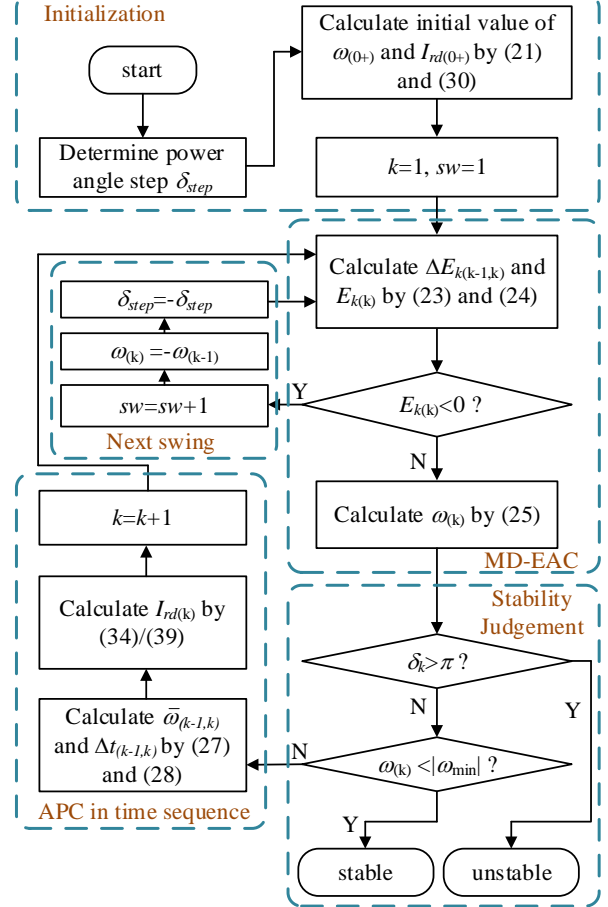 Initialization
start
Determine power
angle step δstep
Calculate initial value of
ω(0+) and Ird(0+) by (21)
and (30)
k=1, sw=1
Calculate ΔEk(k-1,k) and
Ek(k) by (23) and (24)
Ek(k)<0 ?
Y
N
sw=sw+1
ω(k) =-ω(k-1)
δstep=-δstep
Next swing
Calculate ω(k) by (25)
MD-EAC
Stability
Judgement
δk>π ?
Y
N
ω(k) <|ωmin| ?
N
Y
stable
unstable
Calculate ω̄(k-1,k)
and Δt(k-1,k) by (27)
and (28)
Calculate Ird(k) by
(34)/(39)
k=k+1
APC in time sequence